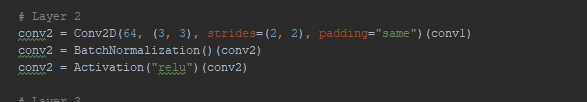 # Layer 2
conv2 = Conv2D(64, (3, 3), strides=(2, 2), padding="same")(conv1)
conv2 = BatchNormalization()(conv2)
conv2 = Activation("relu")(conv2)
# Layer 3